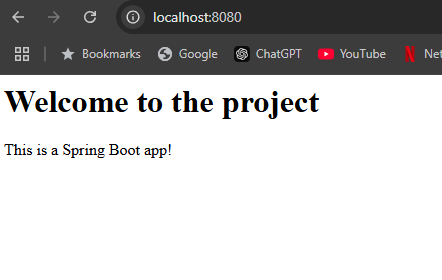 localhost:8080
Bookmarks Google ChatGPT YouTube Net
Welcome to the project
This is a Spring Boot app!